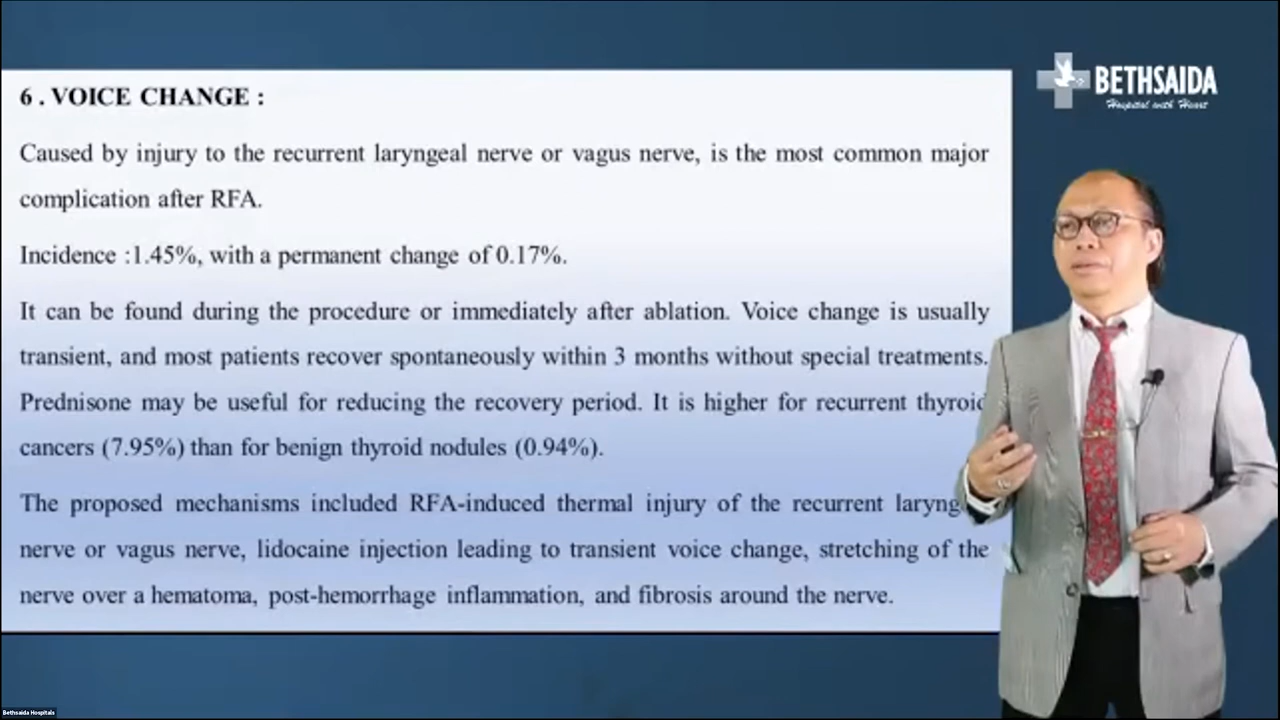 6 . VOICE CHANGE :
Caused by injury to the recurrent laryngeal nerve or vagus nerve, is the most common major
complication after RFA.
Incidence :1.45%, with a permanent change of 0.17%.
It can be found during the procedure or immediately after ablation. Voice change is usually
transient, and most patients recover spontaneously within 3 months without special treatments.
Prednisone may be useful for reducing the recovery period. It is higher for recurrent thyroid
cancers (7.95%) than for benign thyroid nodules (0.94%).
The proposed mechanisms included RFA-induced thermal injury of the recurrent
nerve or vagus nerve, lidocaine injection leading to transient voice change, stretching of the
nerve over a hematoma, post-hemorrhage inflammation, and fibrosis around the nerve.
BETHSAIDA
Hospital with Heart
Bethsaida Hospitals